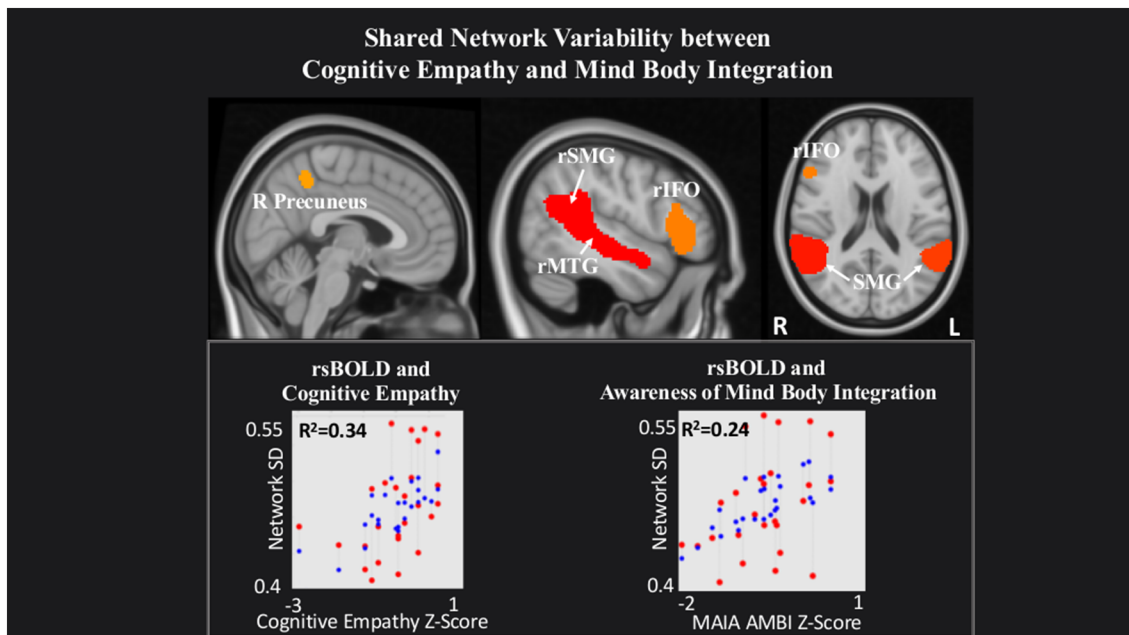 Shared Network Variability between
Cognitive Empathy and Mind Body Integration
R Precuneus
rSMG
rIFO
rMTG
rIFO
SMG
R
L
rsBOLD and
Cognitive Empathy
R²=0.34
0.55
Network SD
0.4
-3
1
Cognitive Empathy Z-Score
rsBOLD and
Awareness of Mind Body Integration
R²=0.24
0.55
Network SD
0.4
-2
1
MAIA AMBI Z-Score